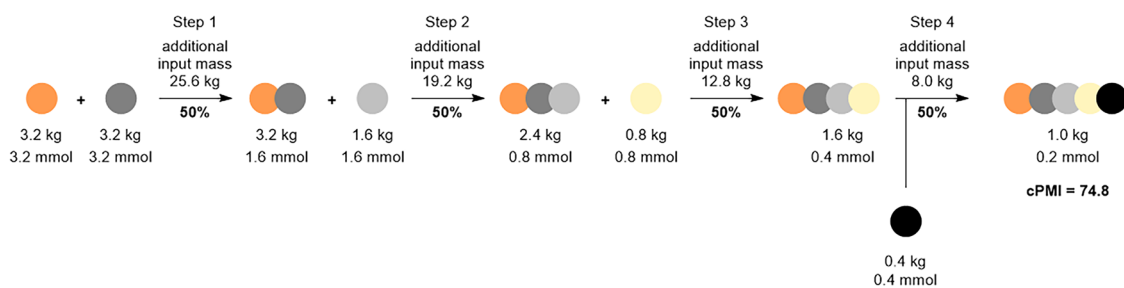 Step 1
additional
input mass
25.6 kg
50%
Step 2
additional
input mass
19.2 kg
50%
Step 3
additional
input mass
12.8 kg
50%
Step 4
additional
input mass
8.0 kg
50%
+
+
+
3.2 kg
3.2 mmol
3.2 kg
3.2 mmol
3.2 kg
1.6 mmol
1.6 kg
1.6 mmol
2.4 kg
0.8 mmol
0.8 kg
0.8 mmol
1.6 kg
0.4 mmol
1.0 kg
0.2 mmol
cPMI = 74.8
0.4 kg
0.4 mmol